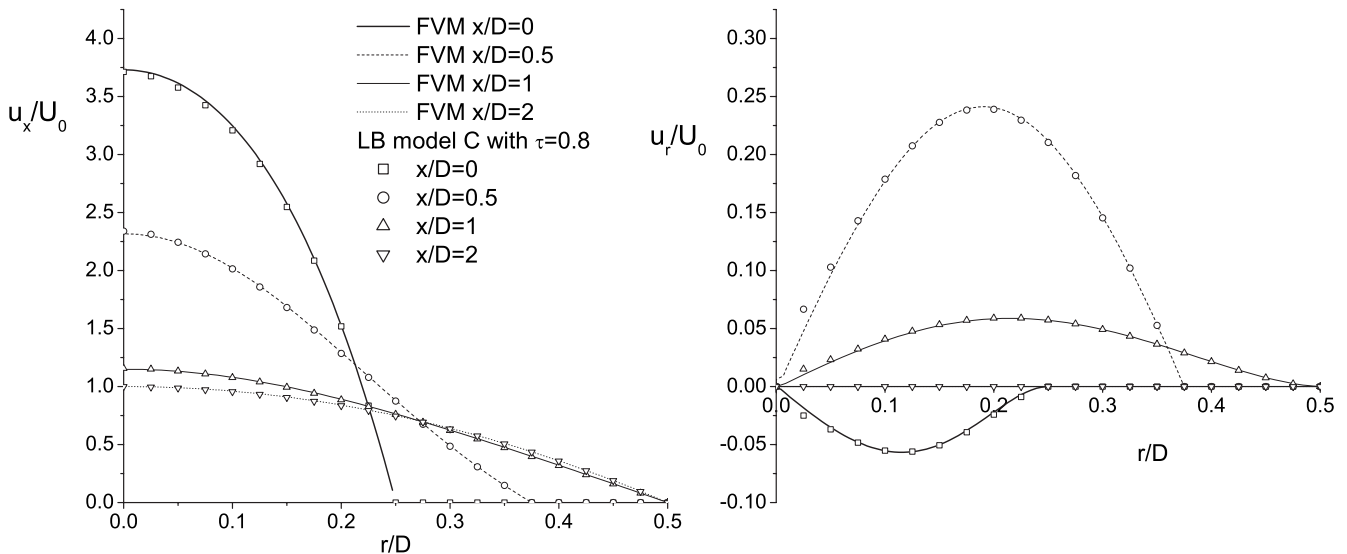 4.0
3.5
3.0
2.5
2.0
1.5
1.0
0.5
0.0
uₓ/U₀
0.0 0.1 0.2 0.3 0.4 0.5
r/D
FVM x/D=0
FVM x/D=0.5
FVM x/D=1
FVM x/D=2
LB model C with τ=0.8
x/D=0
x/D=0.5
x/D=1
x/D=2
0.30
0.25
0.20
0.15
0.10
0.05
0.00
-0.05
-0.10
uᵣ/U₀
0.0 0.1 0.2 0.3 0.4 0.5
r/D